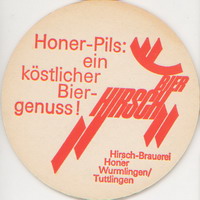 Honer-Pils:
ein
köstlicher
Bier-
genuss!
HIRSCH
BIER
Hirsch-Brauerei
Honer
Wurmlingen/
Tuttlingen